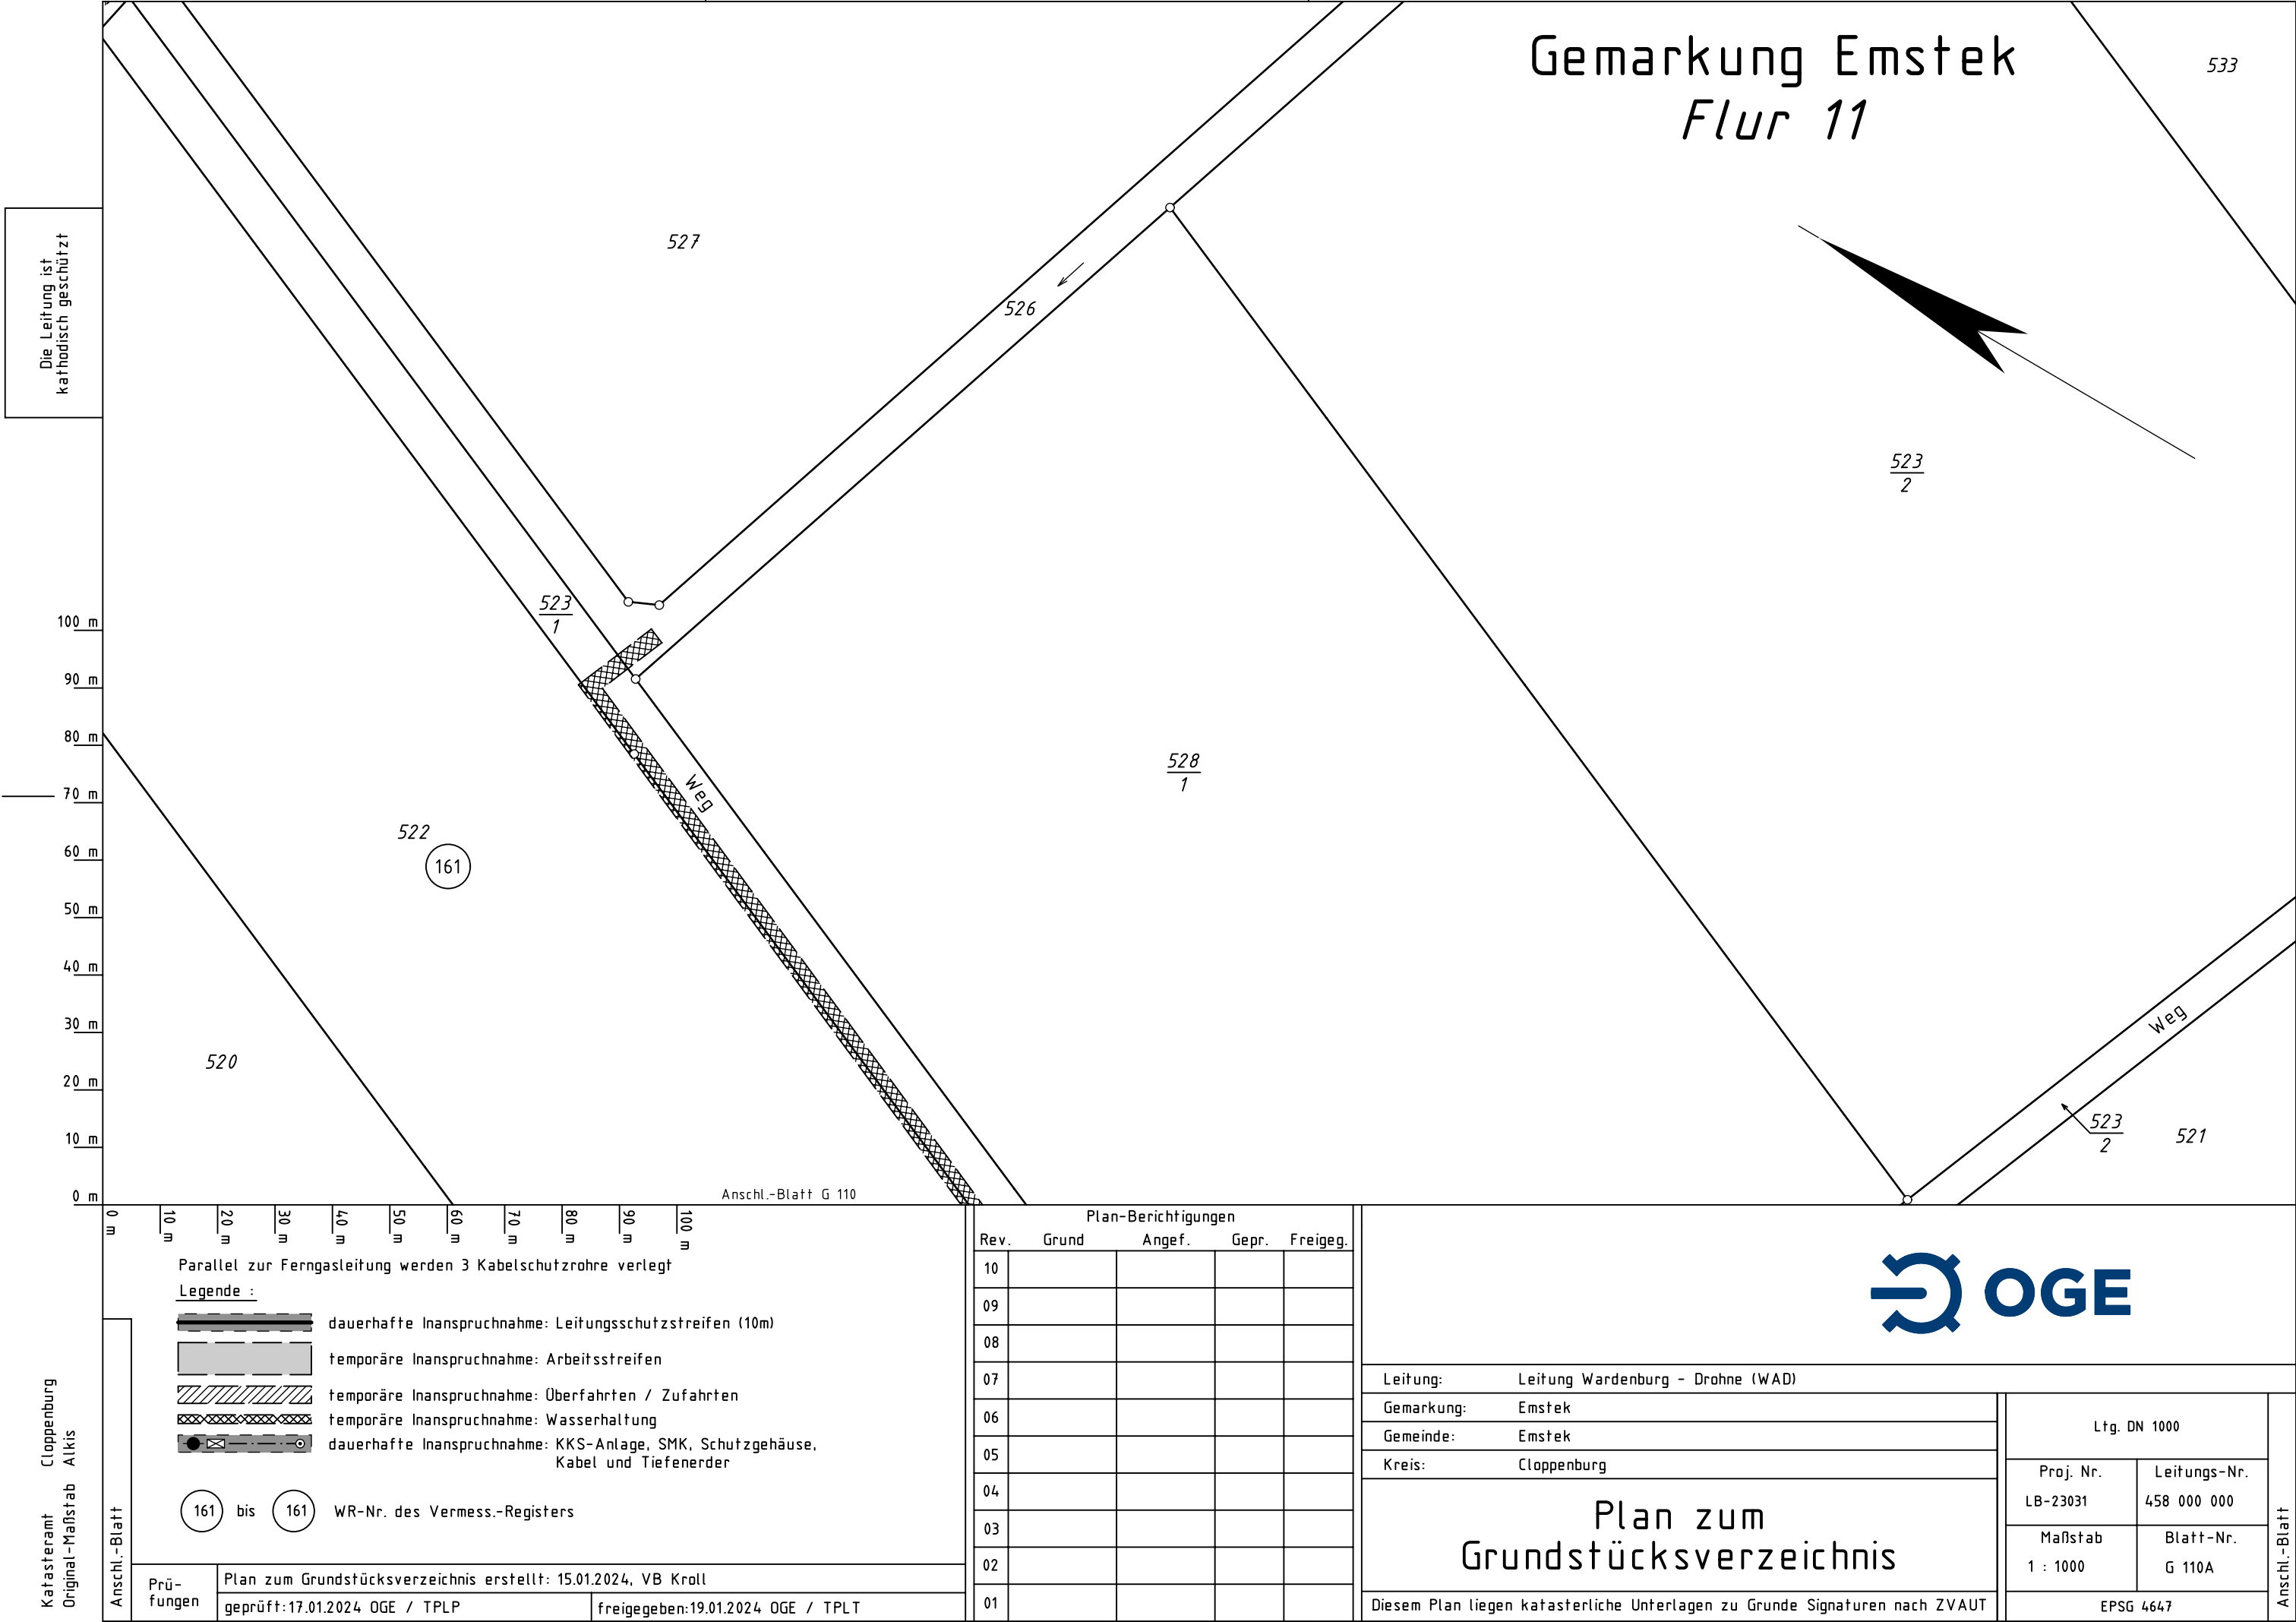 Gemarkung Emstek
Flur 11
533
527
526
Die Leitung ist
kathodisch geschützt
523
2
523
1
100 m
90 m
80 m
70 m
60 m
50 m
40 m
30 m
20 m
10 m
0 m
Weg
528
1
522
161
520
Weg
523
2
521
Anschl.-Blatt G 110
0 m
10 m
20 m
30 m
40 m
50 m
60 m
70 m
80 m
90 m
100 m
Parallel zur Ferngasleitung werden 3 Kabelschutzrohre verlegt
Legende :
dauerhafte Inanspruchnahme: Leitungsschutzstreifen (10m)
temporäre Inanspruchnahme: Arbeitsstreifen
temporäre Inanspruchnahme: Überfahrten / Zufahrten
temporäre Inanspruchnahme: Wasserhaltung
dauerhafte Inanspruchnahme: KKS-Anlage, SMK, Schutzgehäuse,
Kabel und Tiefenerder
161 bis 161 WR-Nr. des Vermess.-Registers
Katasteramt Cloppenburg
Original-Maßstab Alkis
Anschl.-Blatt
Prü-
fungen
Plan zum Grundstücksverzeichnis erstellt: 15.01.2024, VB Kroll
geprüft:17.01.2024 OGE / TPLP
freigegeben:19.01.2024 OGE / TPLT
Plan-Berichtigungen
Rev. Grund Angef. Gepr. Freigeg.
10
09
08
07
06
05
04
03
02
01
OGE
Leitung: Leitung Wardenburg - Drohne (WAD)
Gemarkung: Emstek
Gemeinde: Emstek
Kreis: Cloppenburg
Plan zum
Grundstücksverzeichnis
Diesem Plan liegen katasterliche Unterlagen zu Grunde Signaturen nach ZVAUT
Ltg. DN 1000
Proj. Nr. Leitungs-Nr.
LB-23031 458 000 000
Maßstab Blatt-Nr.
1 : 1000 G 110A
EPSG 4647
Anschl.-Blatt